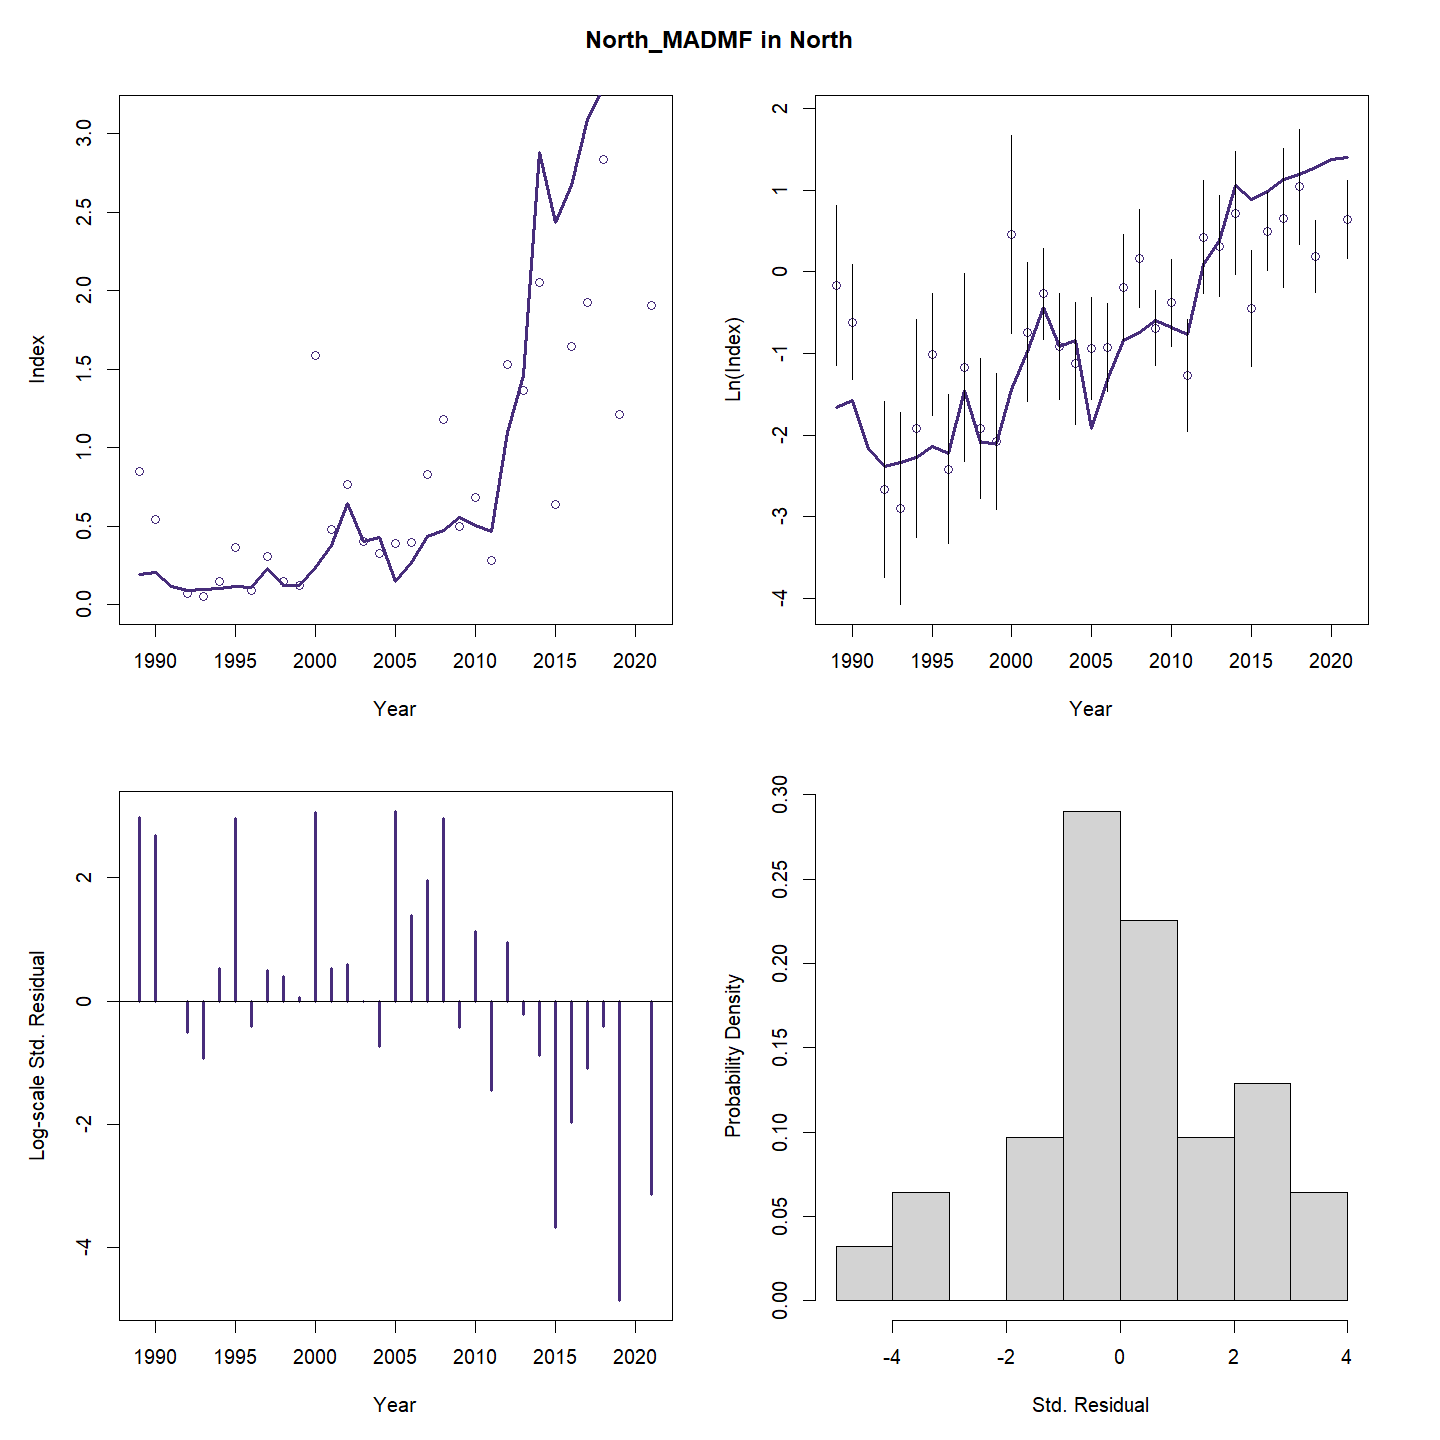 North_MADMF in North
Index
3.0
2.5
2.0
1.5
1.0
0.5
0.0
1990 1995 2000 2005 2010 2015 2020
Year
Ln(Index)
2
1
0
-1
-2
-3
-4
1990 1995 2000 2005 2010 2015 2020
Year
Log-scale Std. Residual
2
0
-2
-4
1990 1995 2000 2005 2010 2015 2020
Year
Probability Density
0.30
0.25
0.20
0.15
0.10
0.05
0.00
-4 -2 0 2 4
Std. Residual